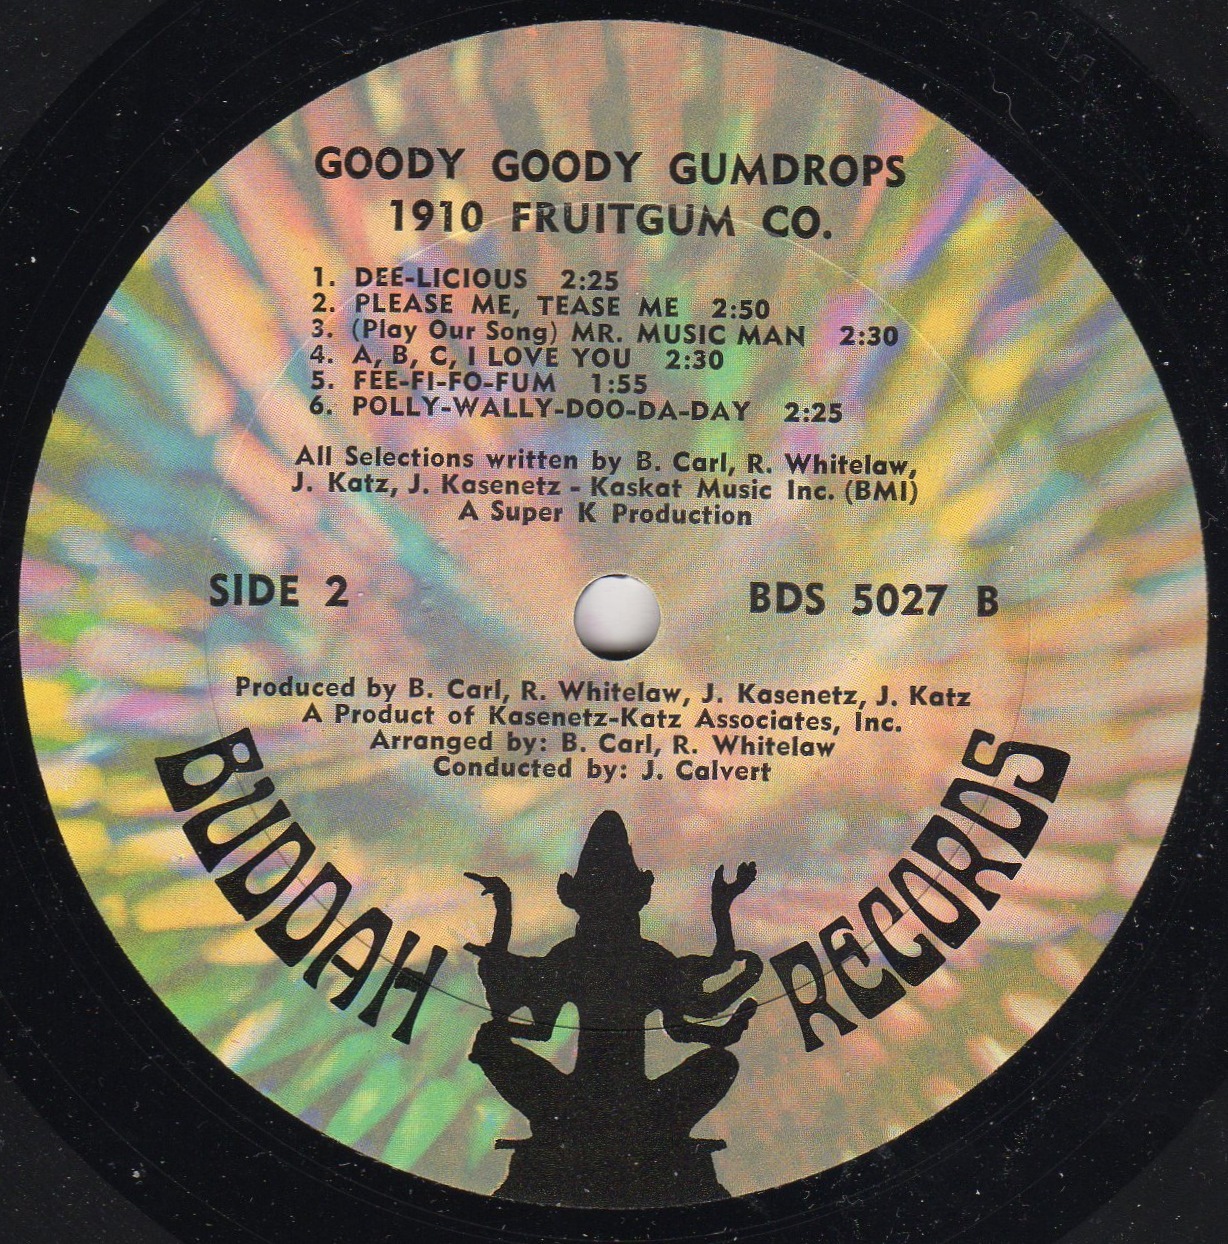 GOODY GOODY GUMDROPS
1910 FRUITGUM CO.
1. DEE-LICIOUS 2:25
2. PLEASE ME, TEASE ME 2:50
3. (Play Our Song) MR. MUSIC MAN 2:30
4. A, B, C, I LOVE YOU 2:30
5. FEE-FI-FO-FUM 1:55
6. POLLY-WALLY-DOO-DA-DAY 2:25
All Selections written by B. Carl, R. Whitelaw,
J. Katz, J. Kasenetz - Kaskat Music Inc. (BMI)
A Super K Production
SIDE 2
BDS 5027 B
Produced by B. Carl, R. Whitelaw, J. Kasenetz, J. Katz
A Product of Kasenetz-Katz Associates, Inc.
Arranged by: B. Carl, R. Whitelaw
Conducted by: J. Calvert
BUDDAH RECORDS